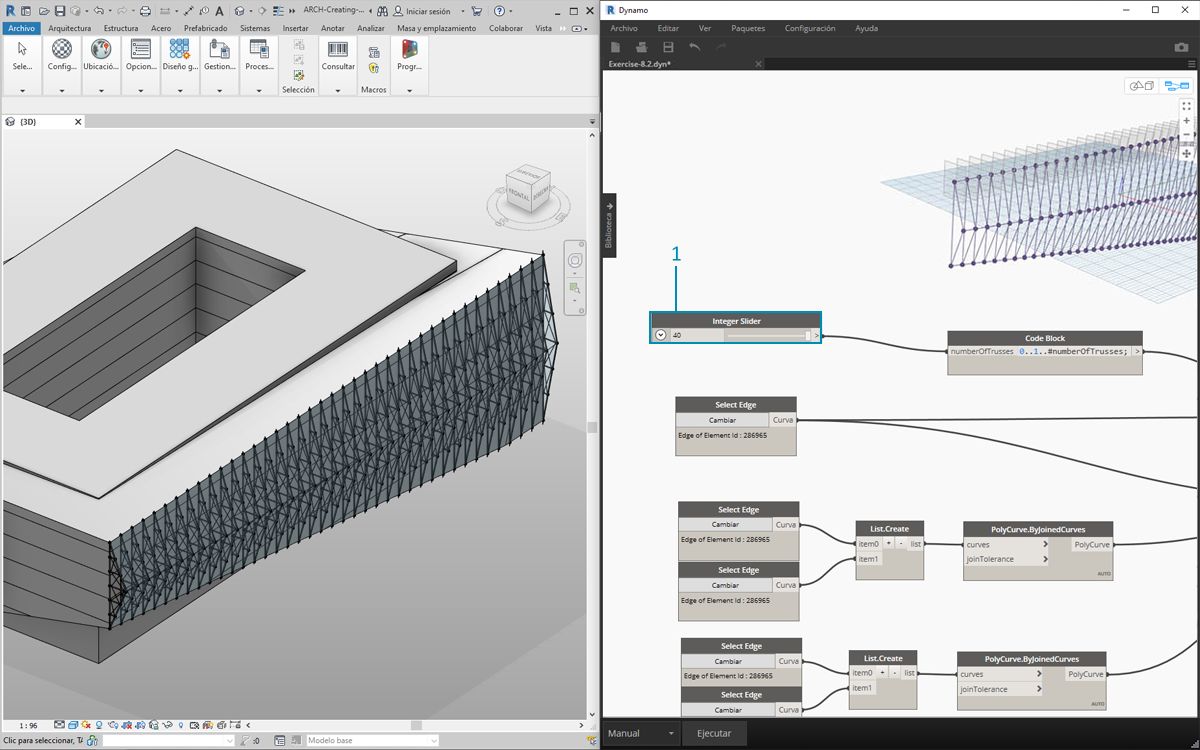 ARCH-Creating-...
Iniciar sesión
Archivo Arquitectura Estructura Acero Prefabricado Sistemas Insertar Anotar Analizar Masa y emplazamiento Colaborar Vista
Sele... Config... Ubicació... Opcion... Diseño g... Gestion... Proces... Consultar Progr...
Selección Macros
{3D}
FRONTAL
1 : 96
Clic para seleccionar, TA
:0
Modelo base
Dynamo
Archivo Editar Ver Paquetes Configuración Ayuda
Exercise-8.2.dyn*
Biblioteca
1
Integer Slider
40 >
Code Block
numberOfTrusses 0..1..#numberOfTrusses; >
Select Edge
Cambiar Curva
Edge of Element Id : 286965
Select Edge
Cambiar Curva
Edge of Element Id : 286965
List.Create
item0 + - list
item1
PolyCurve.ByJoinedCurves
curves > PolyCurve
joinTolerance >
AUTO
Select Edge
Cambiar Curva
Edge of Element Id : 286965
Select Edge
Cambiar Curva
Edge of Element Id : 286965
List.Create
item0 + - list
item1
PolyCurve.ByJoinedCurves
curves > PolyCurve
joinTolerance >
AUTO
Select Edge
Cambiar Curva
Manual Ejecutar